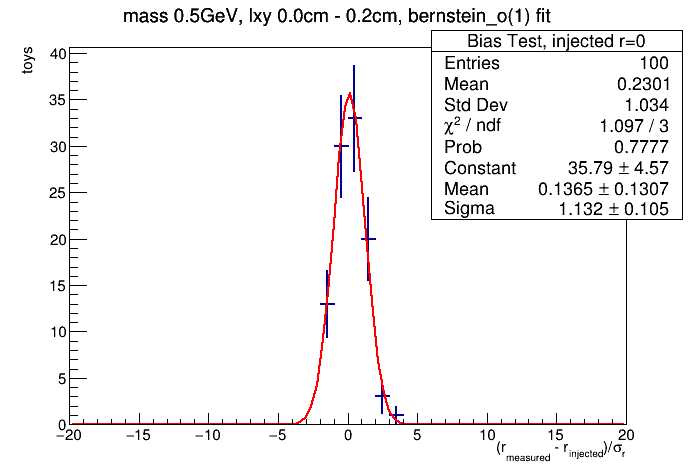 mass 0.5GeV, lxy 0.0cm - 0.2cm, bernstein_o(1) fit
toys
Bias Test, injected r=0
Entries 100
Mean 0.2301
Std Dev 1.034
χ² / ndf 1.097 / 3
Prob 0.7777
Constant 35.79 ± 4.57
Mean 0.1365 ± 0.1307
Sigma 1.132 ± 0.105
40
35
30
25
20
15
10
5
0
−20 −15 −10 −5 0 5 10 15 20
(r_measured - r_injected)/σ_r